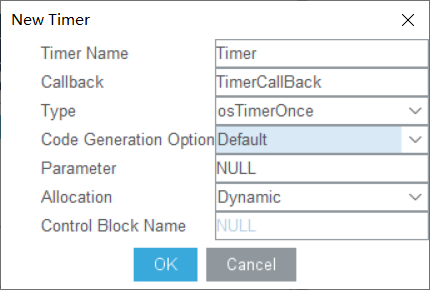 New Timer
Timer Name Timer
Callback TimerCallBack
Type osTimerOnce
Code Generation Option Default
Parameter NULL
Allocation Dynamic
Control Block Name NULL
OK Cancel